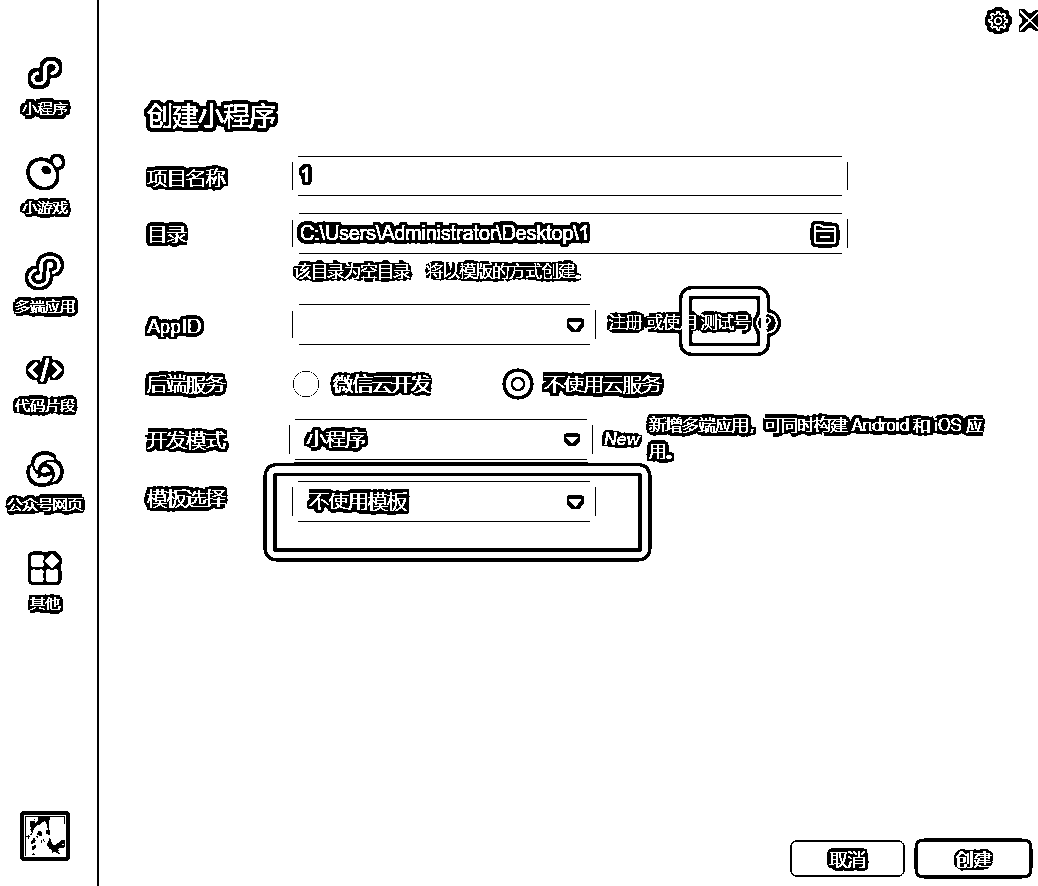 小程序
小游戏
多端应用
代码片段
公众号网页
其他
创建小程序
项目名称 1
目录 C:\Users\Administrator\Desktop\1
该目录为空目录，将以模版的方式创建。
AppID 注册 或使用 测试号
后端服务 微信云开发 不使用云服务
开发模式 小程序 New 新增多端应用，可同时构建 Android 和 iOS 应
用。
模板选择 不使用模板
取消 创建